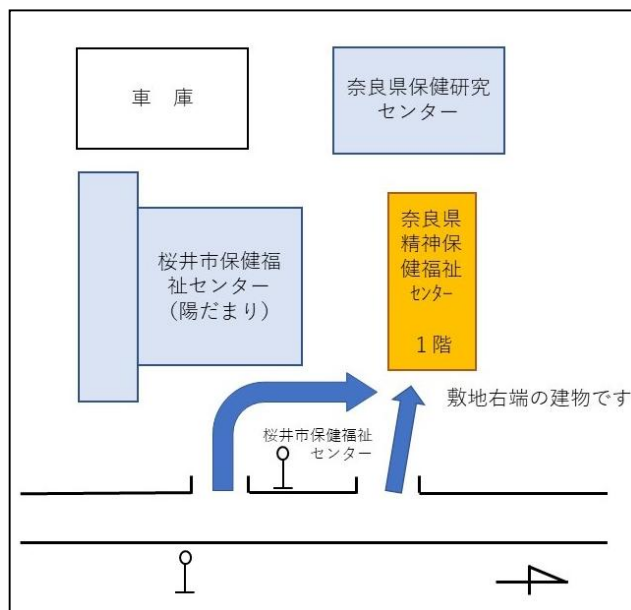 車　庫
奈良県保健研究
センター
奈良県
精神保
健福祉
ｾﾝﾀｰ
１階
桜井市保健福
祉センター
（陽だまり）
敷地右端の建物です
桜井市保健福祉
センター